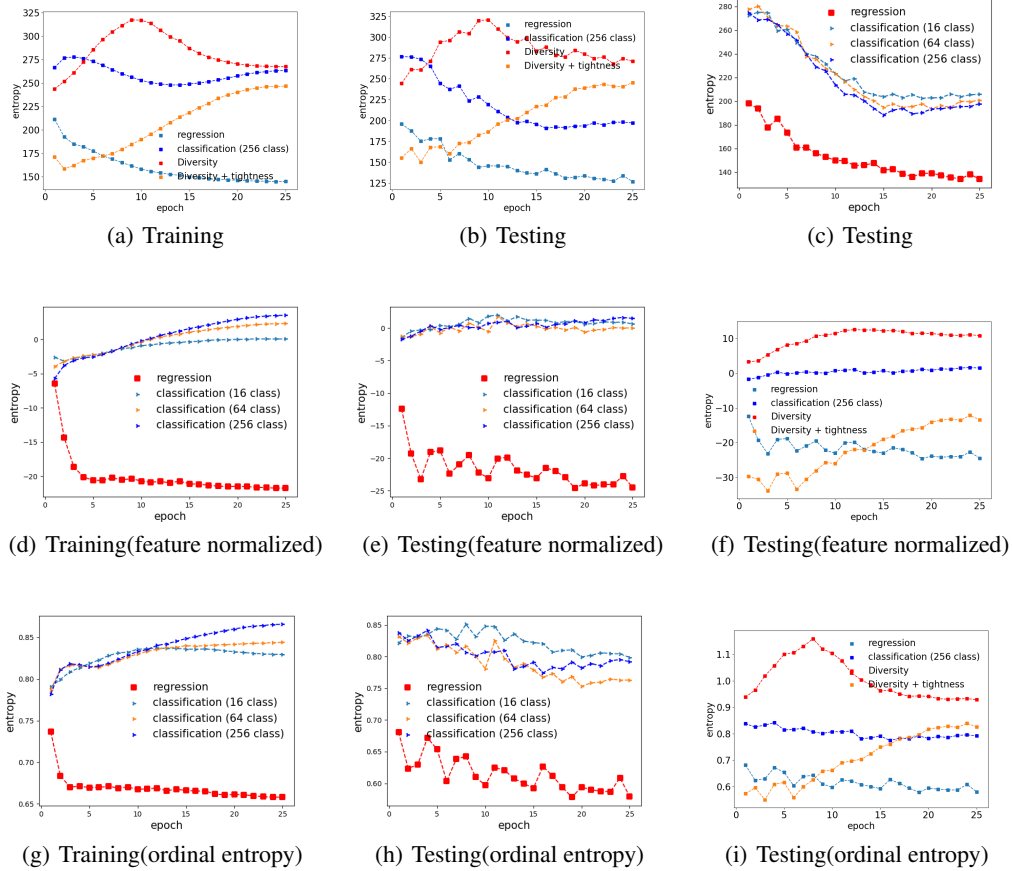 325
300
275
250
225
200
175
150
entropy
0 5 10 15 20 25
epoch
regression
classification (256 class)
Diversity
Diversity + tightness
(a) Training
325
300
275
250
225
200
175
150
125
entropy
0 5 10 15 20 25
epoch
regression
classification (256 class)
Diversity
Diversity + tightness
(b) Testing
280
260
240
220
200
180
160
140
entropy
0 5 10 15 20 25
epoch
regression
classification (16 class)
classification (64 class)
classification (256 class)
(c) Testing
0
−5
−10
−15
−20
entropy
0 5 10 15 20 25
epoch
regression
classification (16 class)
classification (64 class)
classification (256 class)
(d) Training(feature normalized)
0
−5
−10
−15
−20
−25
entropy
0 5 10 15 20 25
epoch
regression
classification (16 class)
classification (64 class)
classification (256 class)
(e) Testing(feature normalized)
10
0
−10
−20
−30
entropy
0 5 10 15 20 25
epoch
regression
classification (256 class)
Diversity
Diversity + tightness
(f) Testing(feature normalized)
0.85
0.80
0.75
0.70
0.65
entropy
0 5 10 15 20 25
epoch
regression
classification (16 class)
classification (64 class)
classification (256 class)
(g) Training(ordinal entropy)
0.85
0.80
0.75
0.70
0.65
0.60
entropy
0 5 10 15 20 25
epoch
regression
classification (16 class)
classification (64 class)
classification (256 class)
(h) Testing(ordinal entropy)
1.1
1.0
0.9
0.8
0.7
0.6
entropy
0 5 10 15 20 25
epoch
regression
classification (256 class)
Diversity
Diversity + tightness
(i) Testing(ordinal entropy)